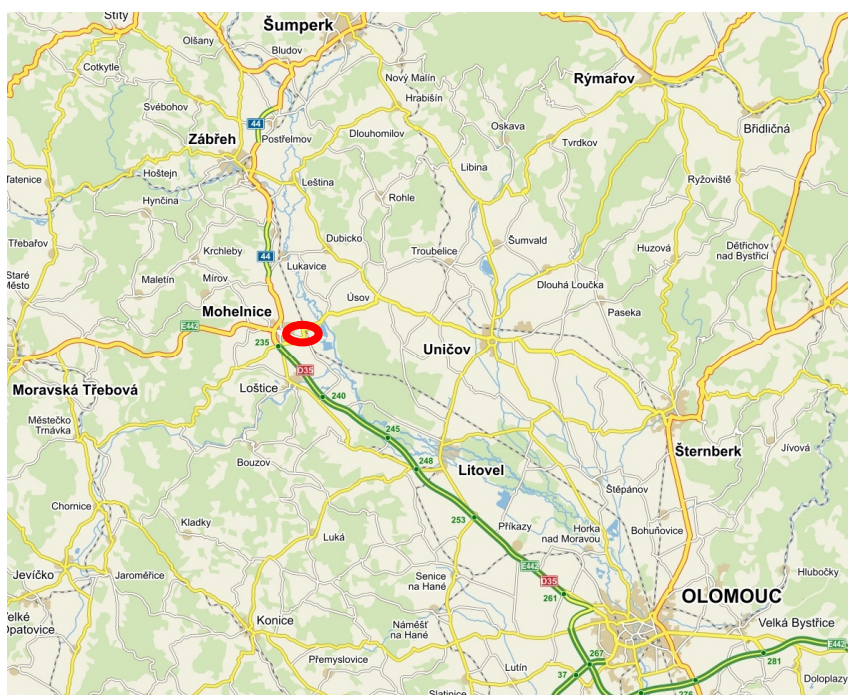 Štíty
Šumperk
Olšany
Bludov
Cotkytle
Nový Malín
Rýmařov
Hrabišín
Svébohov
44
Oskava
Břidličná
Zábřeh
Postřelmov
Dlouhomilov
Tvrdkov
Tatenice
Hoštejn
Leština
Libina
Ryžoviště
Hynčina
Rohle
Třebařov
Krchleby
Dubicko
Troubelice
Šumvald
Huzová
Dětřichov
nad Bystřicí
44
Lukavice
Staré
Město
Maletín
Mírov
Úsov
Dlouhá Loučka
Mohelnice
Paseka
E442
235
Uničov
D35
Moravská Třebová
Loštice
240
Městečko
Trnávka
245
Šternberk
Jívová
Bouzov
248
Litovel
Štěpánov
Chornice
Kladky
253
Příkazy
Horka
nad Moravou
Bohuňovice
Luká
E442
Jevíčko
Jaroměřice
Senice
na Hané
D35
Hlubočky
261
OLOMOUC
Velké
Opatovice
Konice
Náměšť
na Hané
Velká Bystřice
E442
Přemyslovice
Lutín
267
281
37
Slatinice
276
Doloplazy